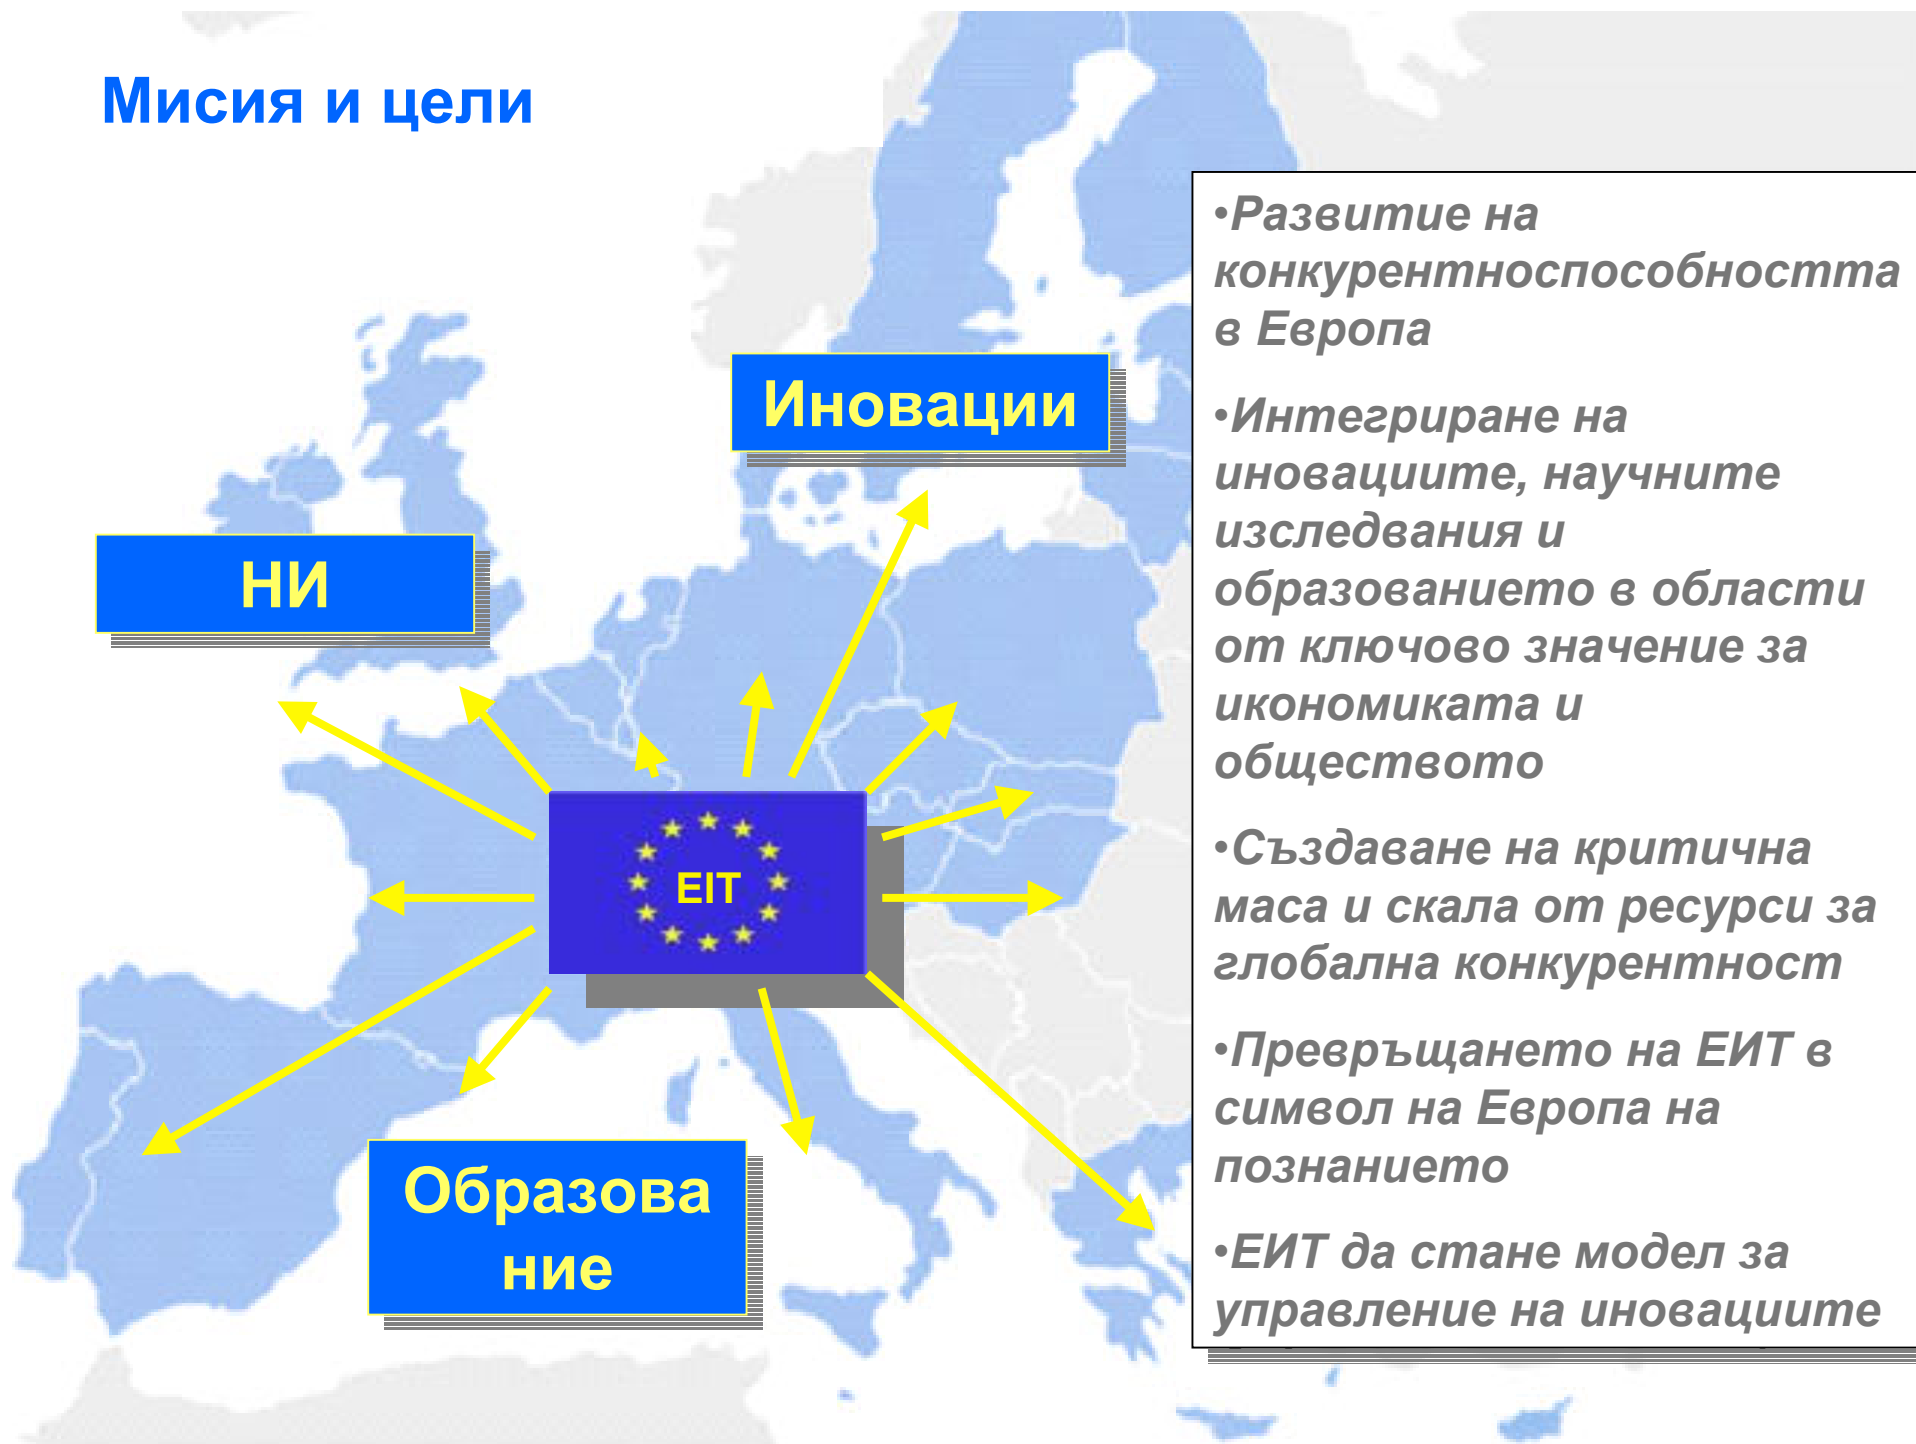 Мисия и цели
Иновации
НИ
EIT
Образова
ние
•Развитие на
конкурентноспособността
в Европа
•Интегриране на
иновациите, научните
изследвания и
образованието в области
от ключово значение за
икономиката и
обществото
•Създаване на критична
маса и скала от ресурси за
глобална конкурентност
•Превръщането на ЕИТ в
символ на Европа на
познанието
•ЕИТ да стане модел за
управление на иновациите